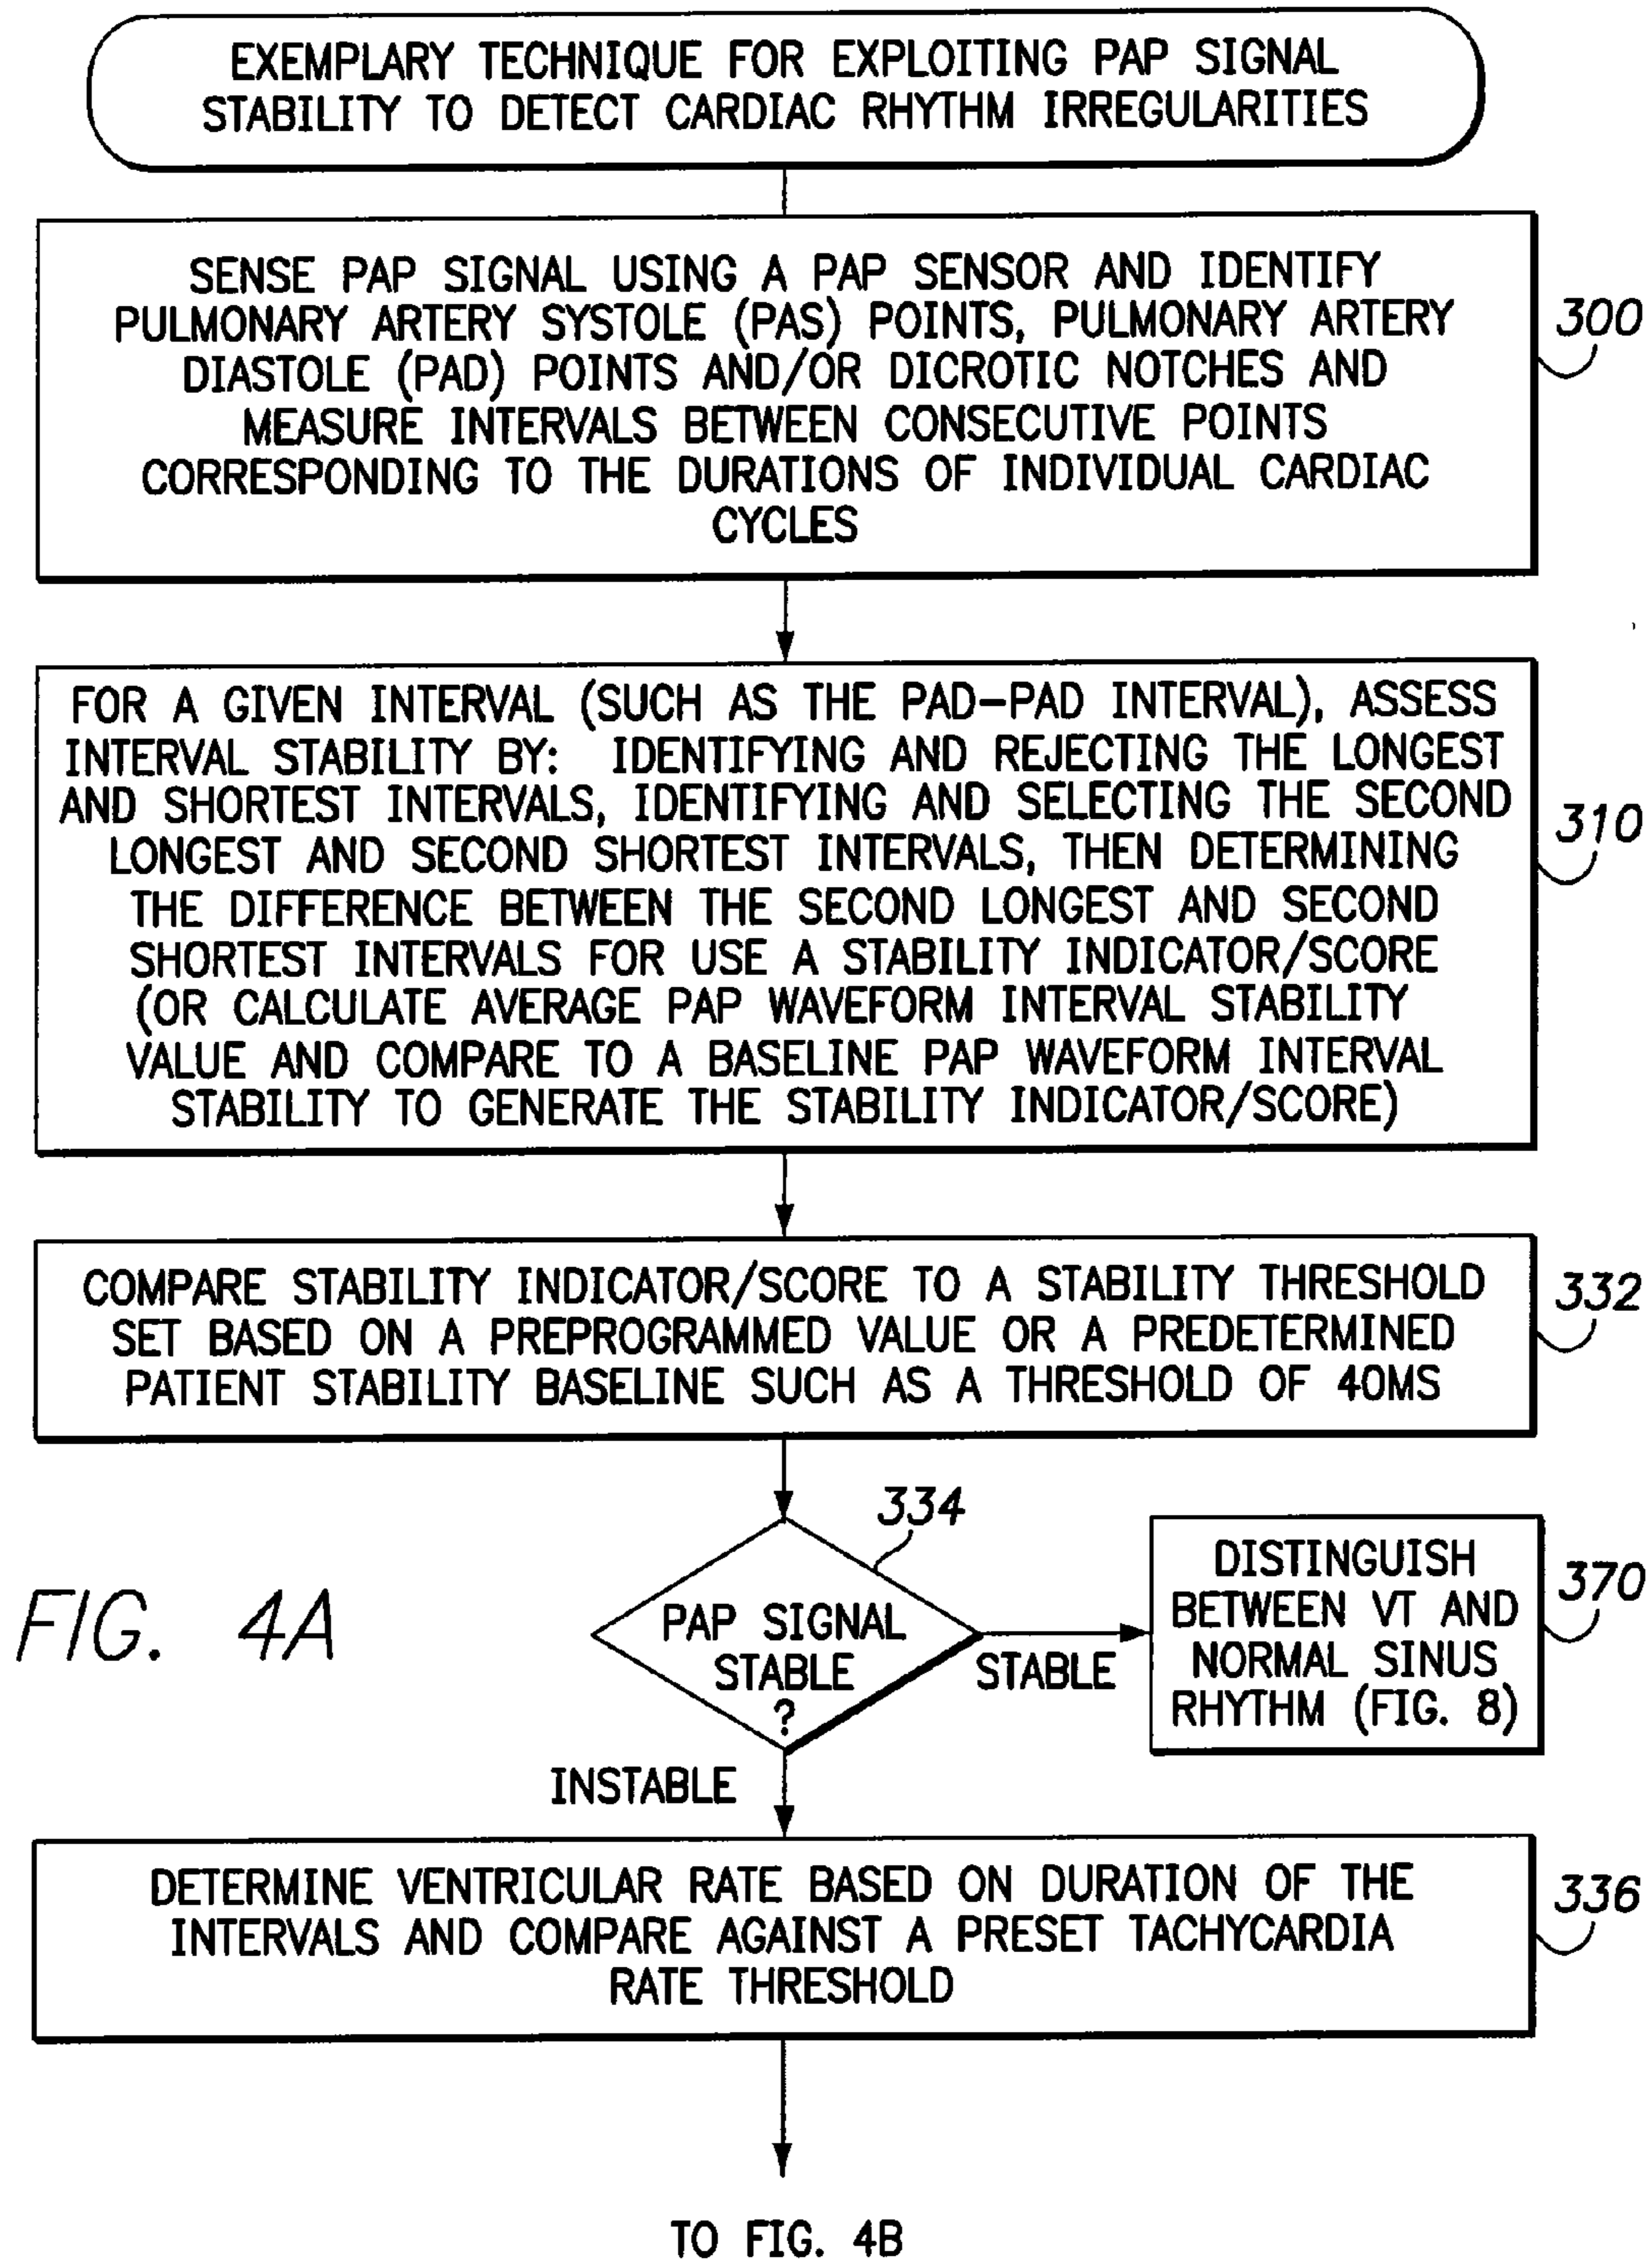 EXEMPLARY TECHNIQUE FOR EXPLOITING PAP SIGNAL
STABILITY TO DETECT CARDIAC RHYTHM IRREGULARITIES
SENSE PAP SIGNAL USING A PAP SENSOR AND IDENTIFY
PULMONARY ARTERY SYSTOLE (PAS) POINTS, PULMONARY ARTERY
DIASTOLE (PAD) POINTS AND/OR DICROTIC NOTCHES AND
MEASURE INTERVALS BETWEEN CONSECUTIVE POINTS
CORRESPONDING TO THE DURATIONS OF INDIVIDUAL CARDIAC
CYCLES
300
FOR A GIVEN INTERVAL (SUCH AS THE PAD-PAD INTERVAL), ASSESS
INTERVAL STABILITY BY: IDENTIFYING AND REJECTING THE LONGEST
AND SHORTEST INTERVALS, IDENTIFYING AND SELECTING THE SECOND
LONGEST AND SECOND SHORTEST INTERVALS, THEN DETERMINING
THE DIFFERENCE BETWEEN THE SECOND LONGEST AND SECOND
SHORTEST INTERVALS FOR USE A STABILITY INDICATOR/SCORE
(OR CALCULATE AVERAGE PAP WAVEFORM INTERVAL STABILITY
VALUE AND COMPARE TO A BASELINE PAP WAVEFORM INTERVAL
STABILITY TO GENERATE THE STABILITY INDICATOR/SCORE)
310
COMPARE STABILITY INDICATOR/SCORE TO A STABILITY THRESHOLD
SET BASED ON A PREPROGRAMMED VALUE OR A PREDETERMINED
PATIENT STABILITY BASELINE SUCH AS A THRESHOLD OF 40MS
332
334
PAP SIGNAL
STABLE
?
STABLE
DISTINGUISH
BETWEEN VT AND
NORMAL SINUS
RHYTHM (FIG. 8)
370
FIG. 4A
INSTABLE
DETERMINE VENTRICULAR RATE BASED ON DURATION OF THE
INTERVALS AND COMPARE AGAINST A PRESET TACHYCARDIA
RATE THRESHOLD
336
TO FIG. 4B